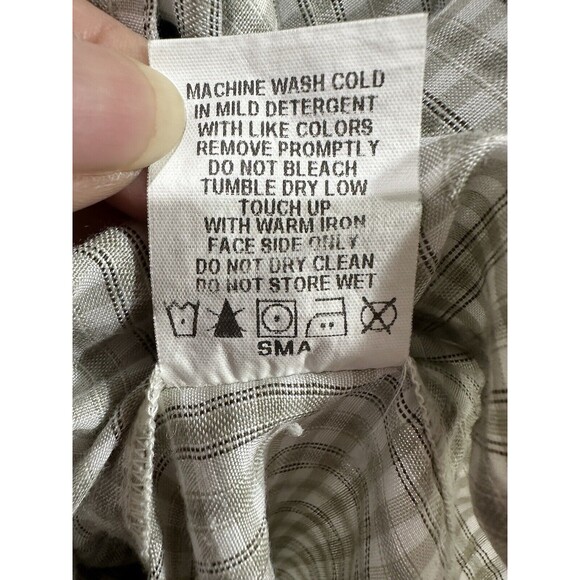 MACHINE WASH COLD
IN MILD DETERGENT
WITH LIKE COLORS
REMOVE PROMPTLY
DO NOT BLEACH
TUMBLE DRY LOW
TOUCH UP
WITH WARM IRON
FACE SIDE ONLY
DO NOT DRY CLEAN
DO NOT STORE WET
SMA